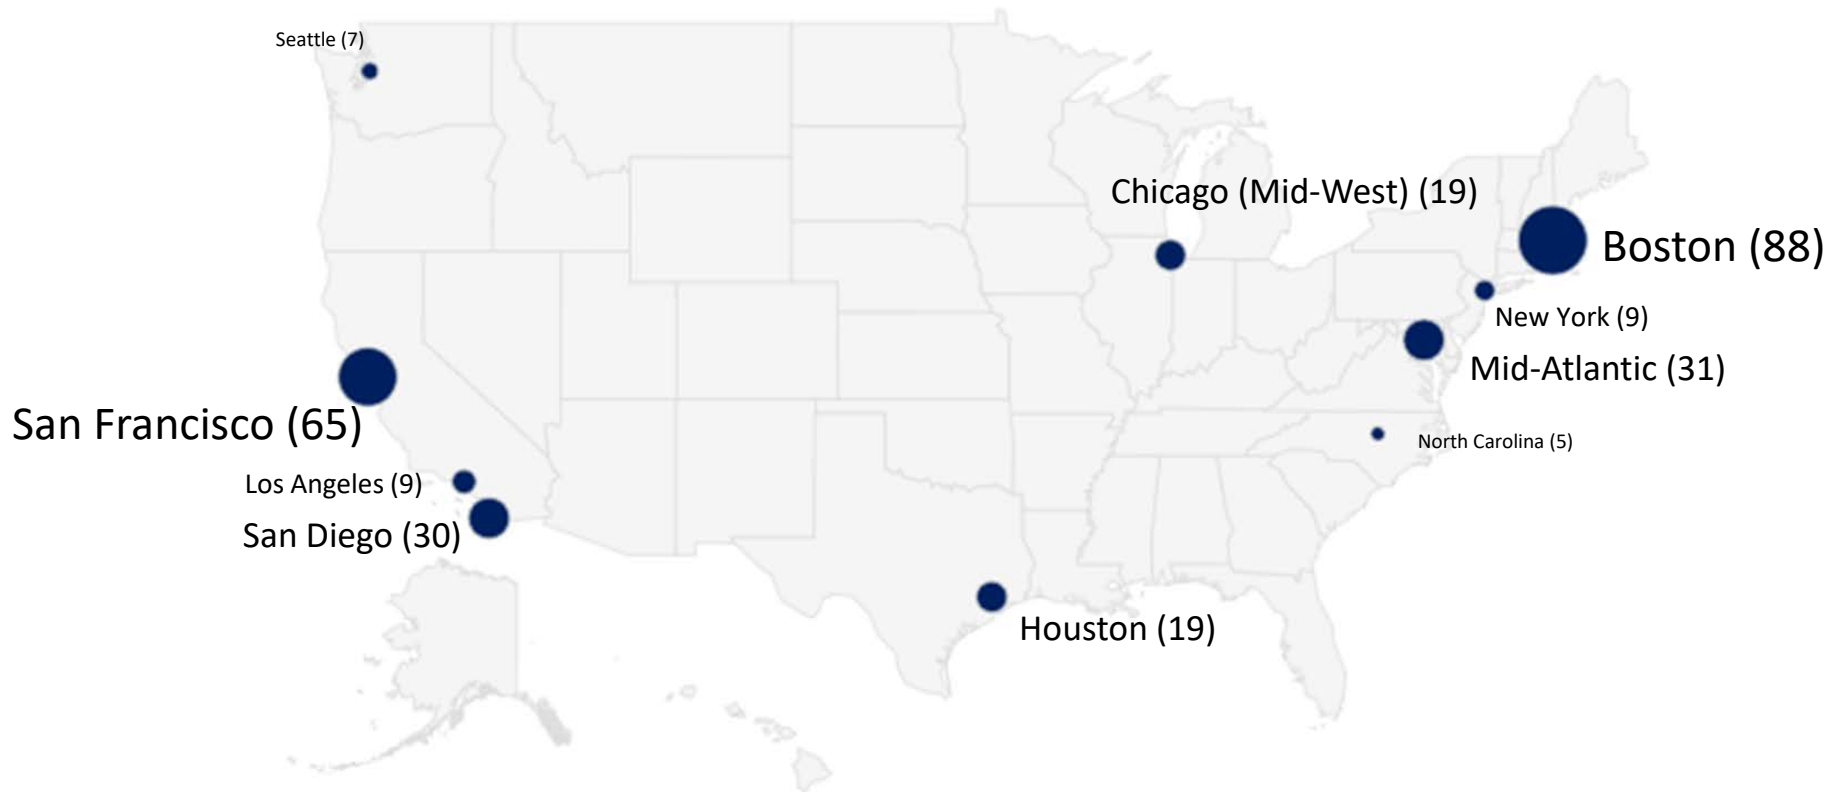 Seattle (7)
Chicago (Mid-West) (19)
Boston (88)
New York (9)
Mid-Atlantic (31)
San Francisco (65)
North Carolina (5)
Los Angeles (9)
San Diego (30)
Houston (19)